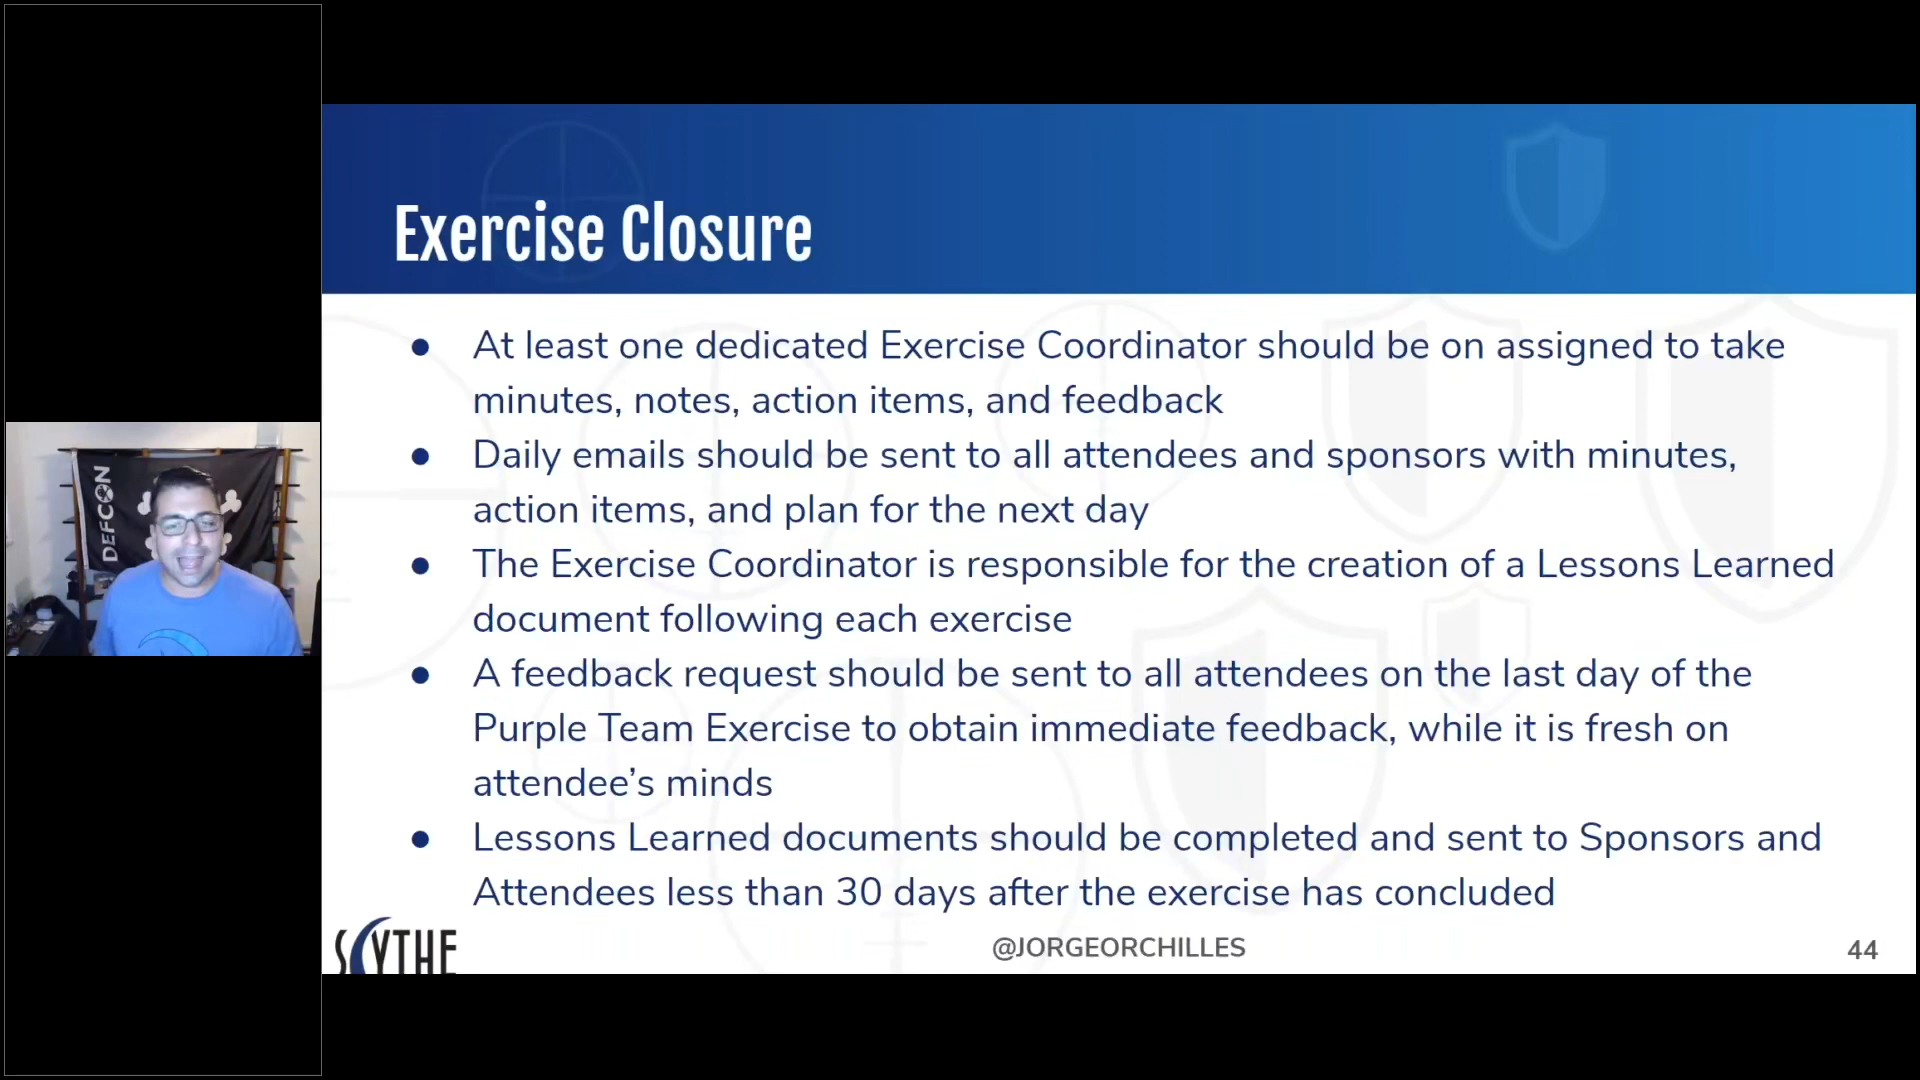 Exercise Closure
● At least one dedicated Exercise Coordinator should be on assigned to take
minutes, notes, action items, and feedback
● Daily emails should be sent to all attendees and sponsors with minutes,
action items, and plan for the next day
● The Exercise Coordinator is responsible for the creation of a Lessons Learned
document following each exercise
● A feedback request should be sent to all attendees on the last day of the
Purple Team Exercise to obtain immediate feedback, while it is fresh on
attendee’s minds
● Lessons Learned documents should be completed and sent to Sponsors and
Attendees less than 30 days after the exercise has concluded
SCYTHE
@JORGEORCHILLES
44
DEFCON